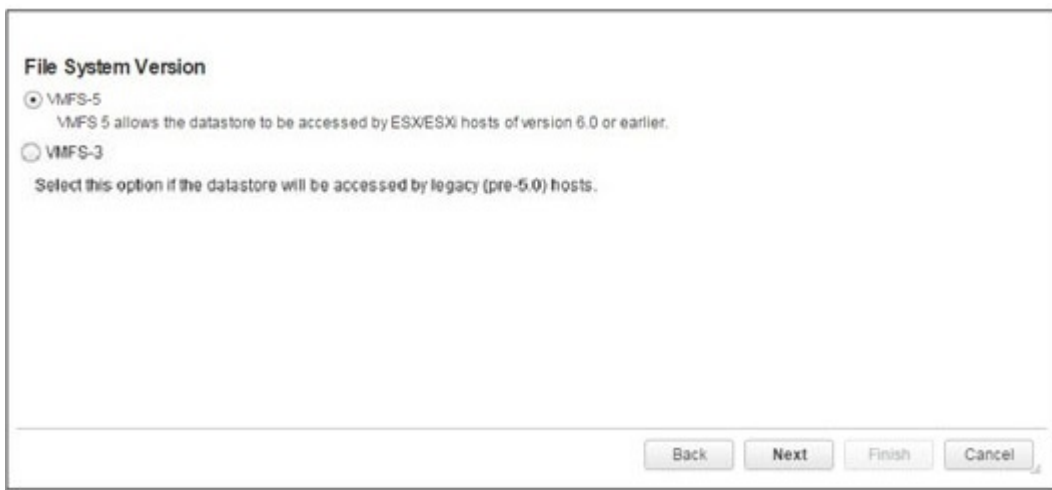 File System Version
VMFS-5
VMFS 5 allows the datastore to be accessed by ESX/ESXi hosts of version 6.0 or earlier.
VMFS-3
Select this option if the datastore will be accessed by legacy (pre-5.0) hosts.
Back Next Finish Cancel